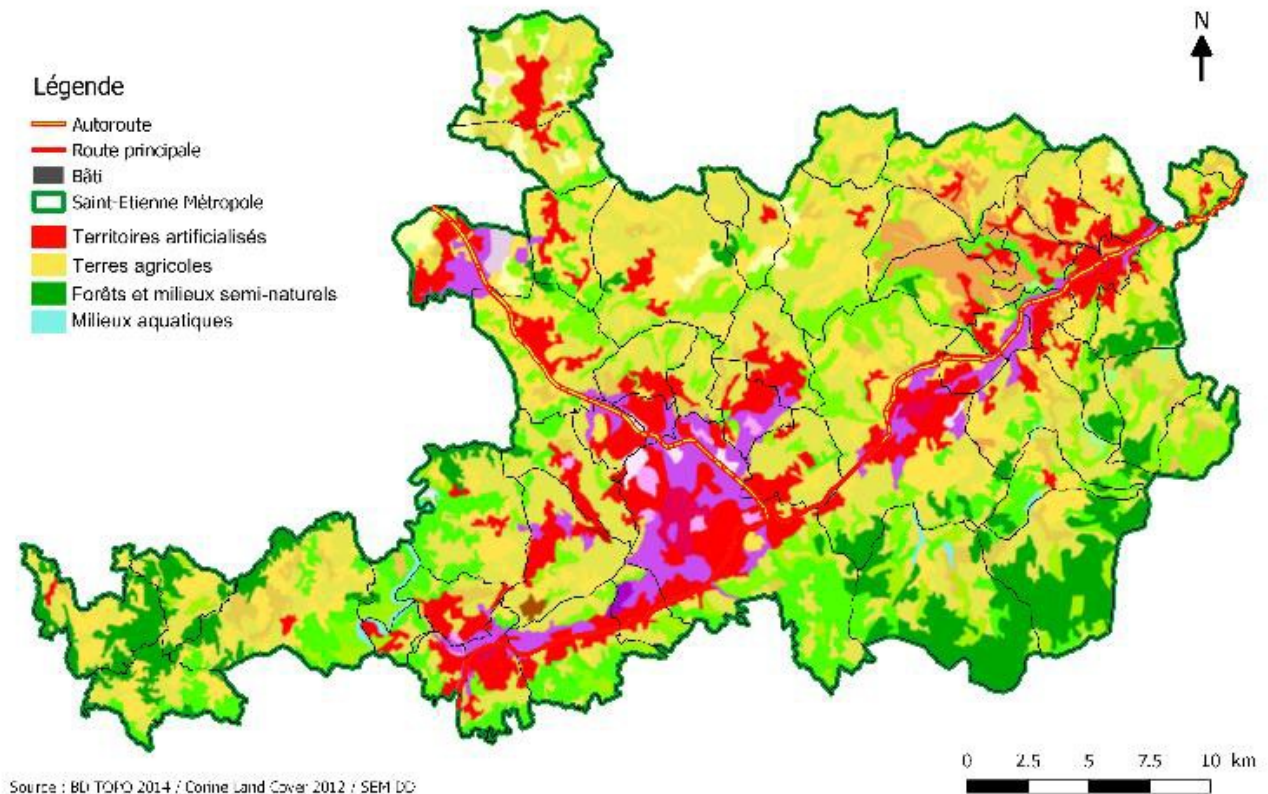 N
Légende
Autoroute
Route principale
Bâti
Saint-Etienne Métropole
Territoires artificialisés
Terres agricoles
Forêts et milieux semi-naturels
Milieux aquatiques
0 2.5 5 7.5 10 km
Source : BD TOPO 2014 / Corine Land Cover 2012 / SEM DD